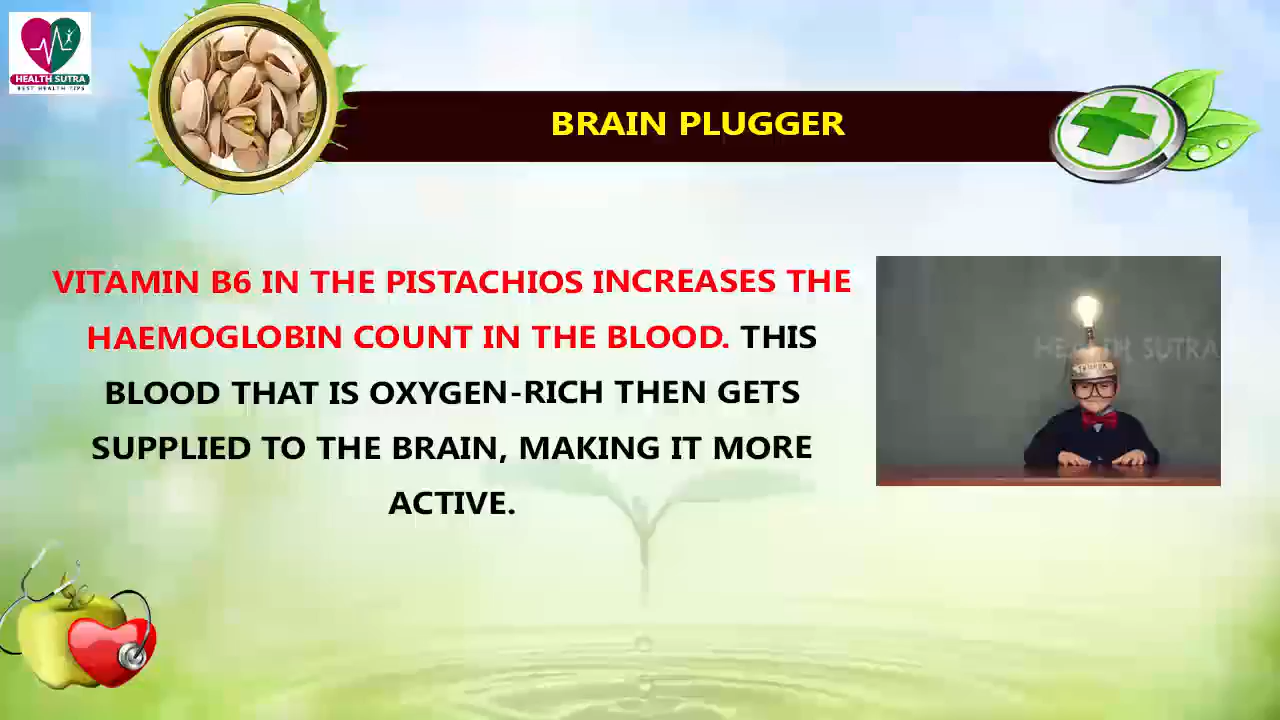 HEALTH SUTRA
BEST HEALTH TIPS
BRAIN PLUGGER
VITAMIN B6 IN THE PISTACHIOS INCREASES THE
HAEMOGLOBIN COUNT IN THE BLOOD. THIS
BLOOD THAT IS OXYGEN-RICH THEN GETS
SUPPLIED TO THE BRAIN, MAKING IT MORE
ACTIVE.
HEALTH SUTRA